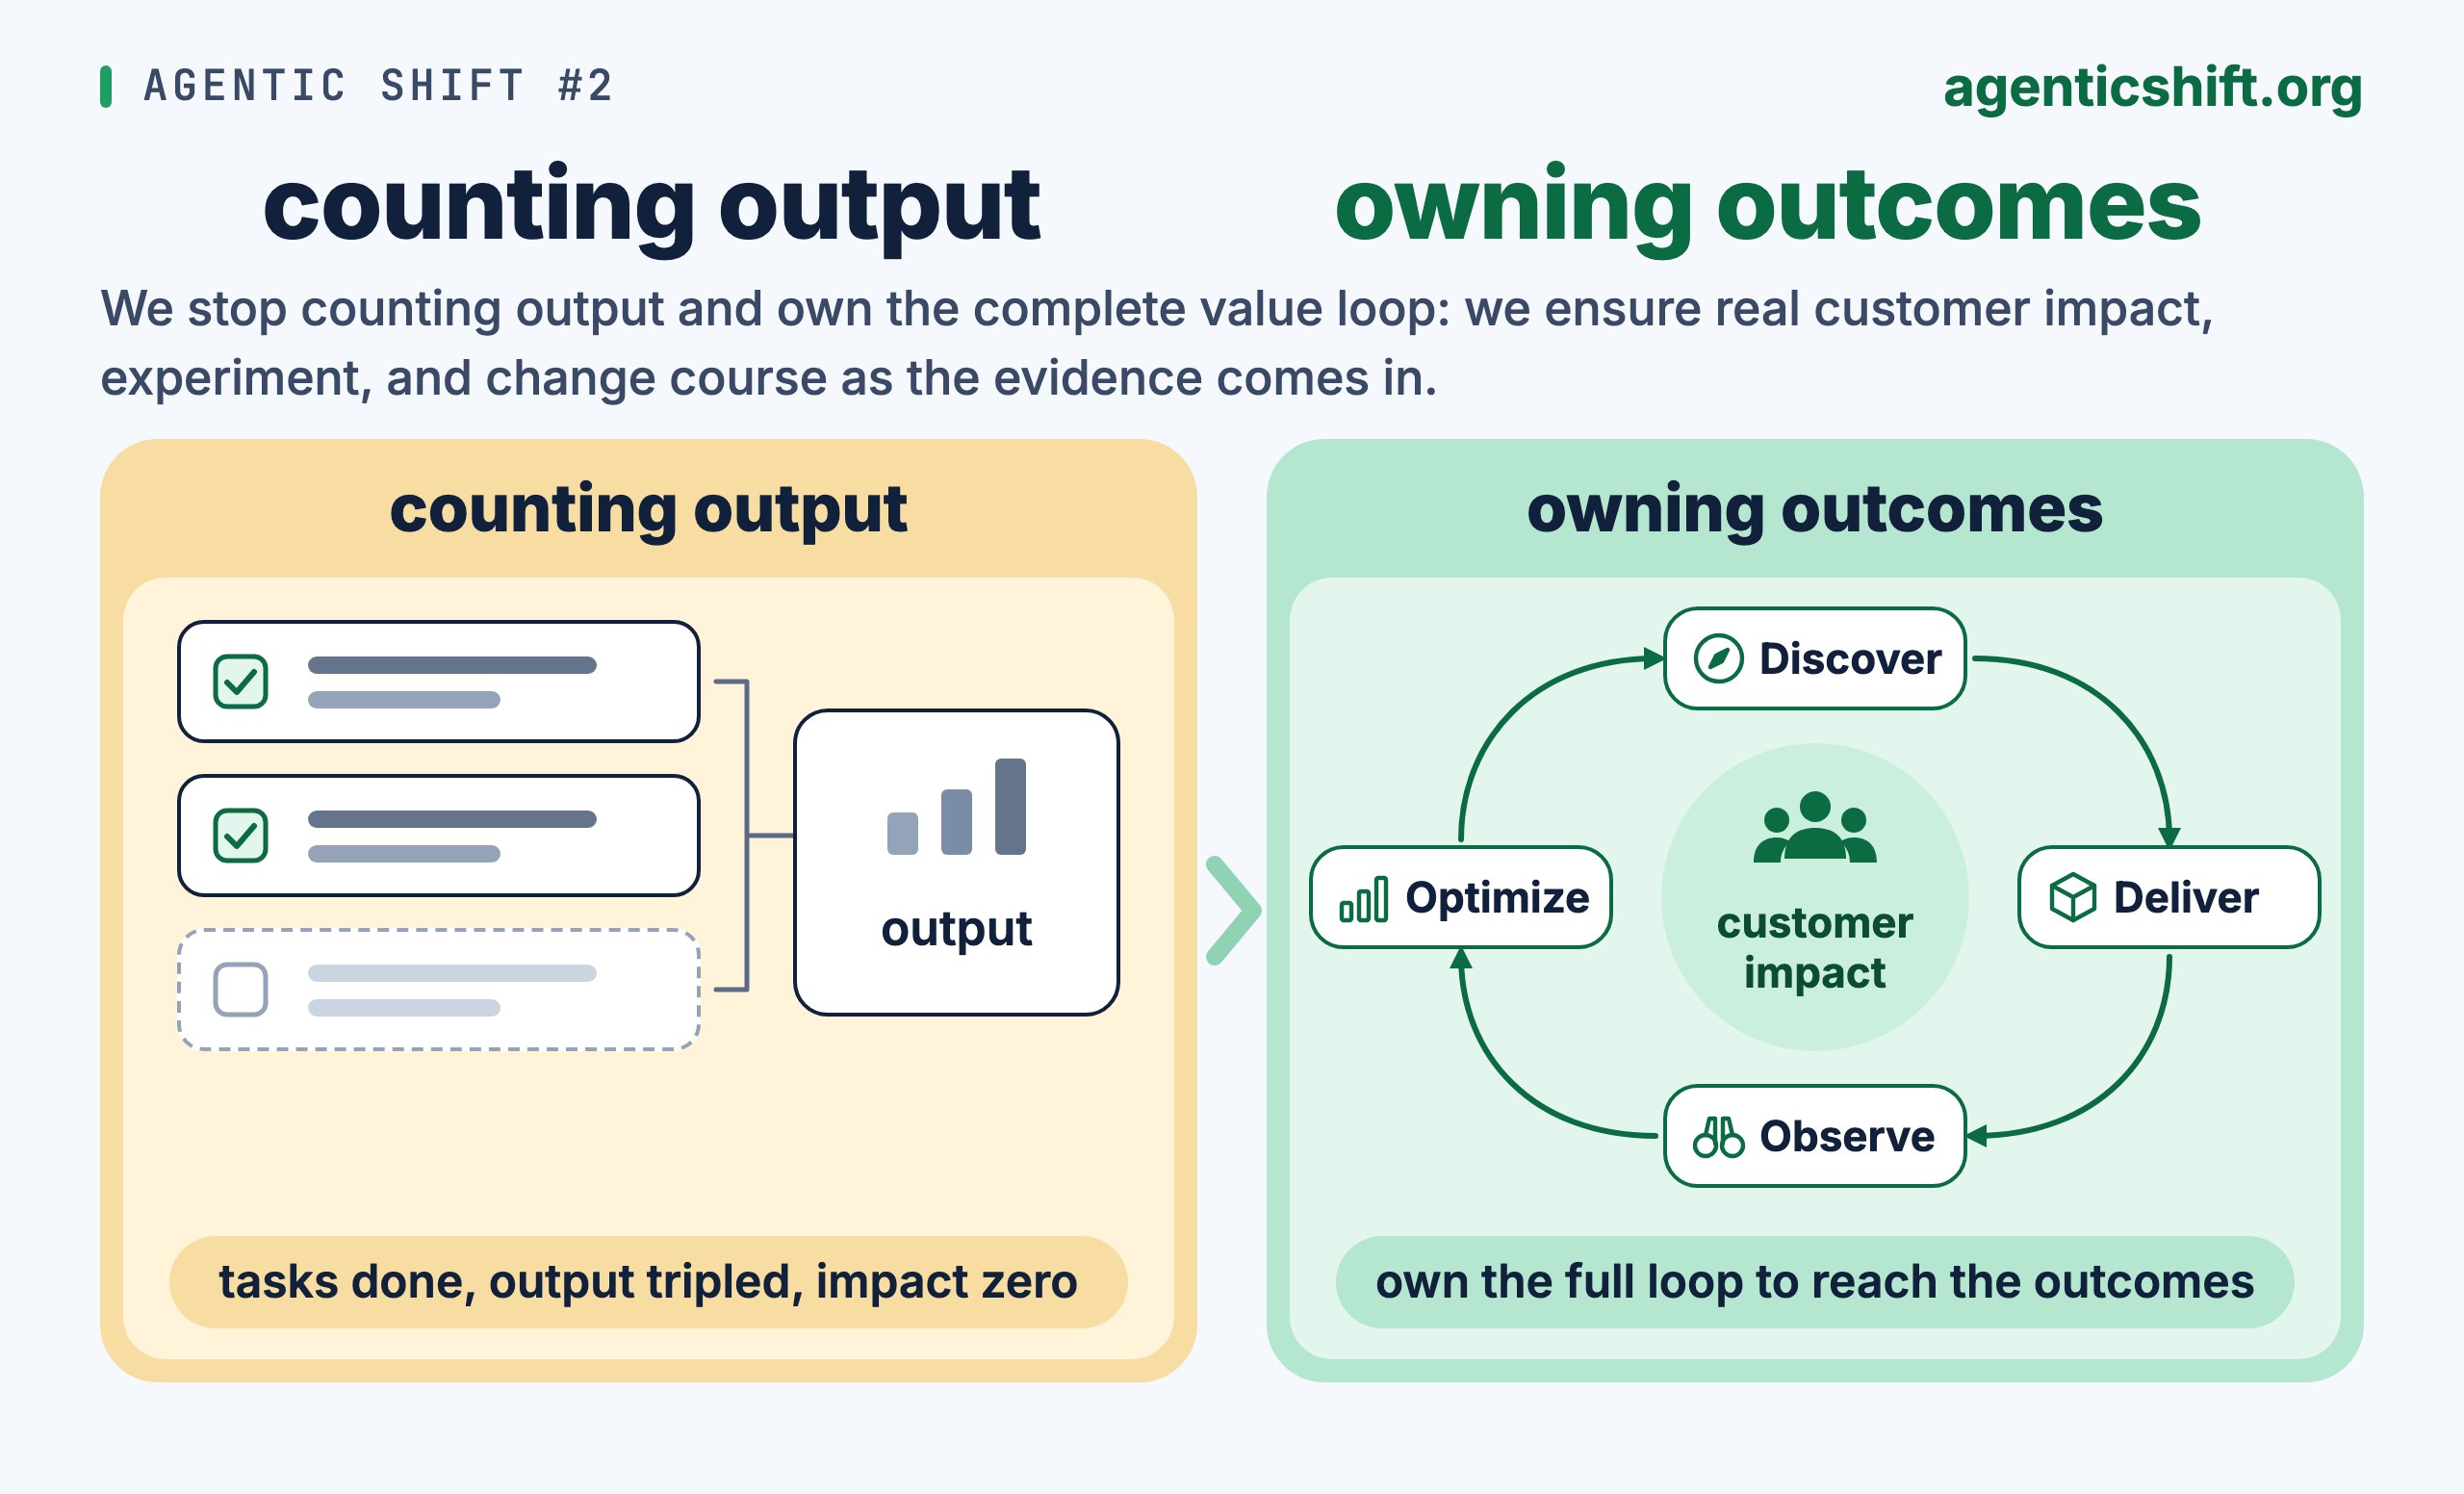 AGENTIC SHIFT #2
agenticshift.org
counting output
owning outcomes
We stop counting output and own the complete value loop: we ensure real customer impact,
experiment, and change course as the evidence comes in.
counting output
output
tasks done, output tripled, impact zero
owning outcomes
Discover
Optimize
customer
impact
Deliver
Observe
own the full loop to reach the outcomes